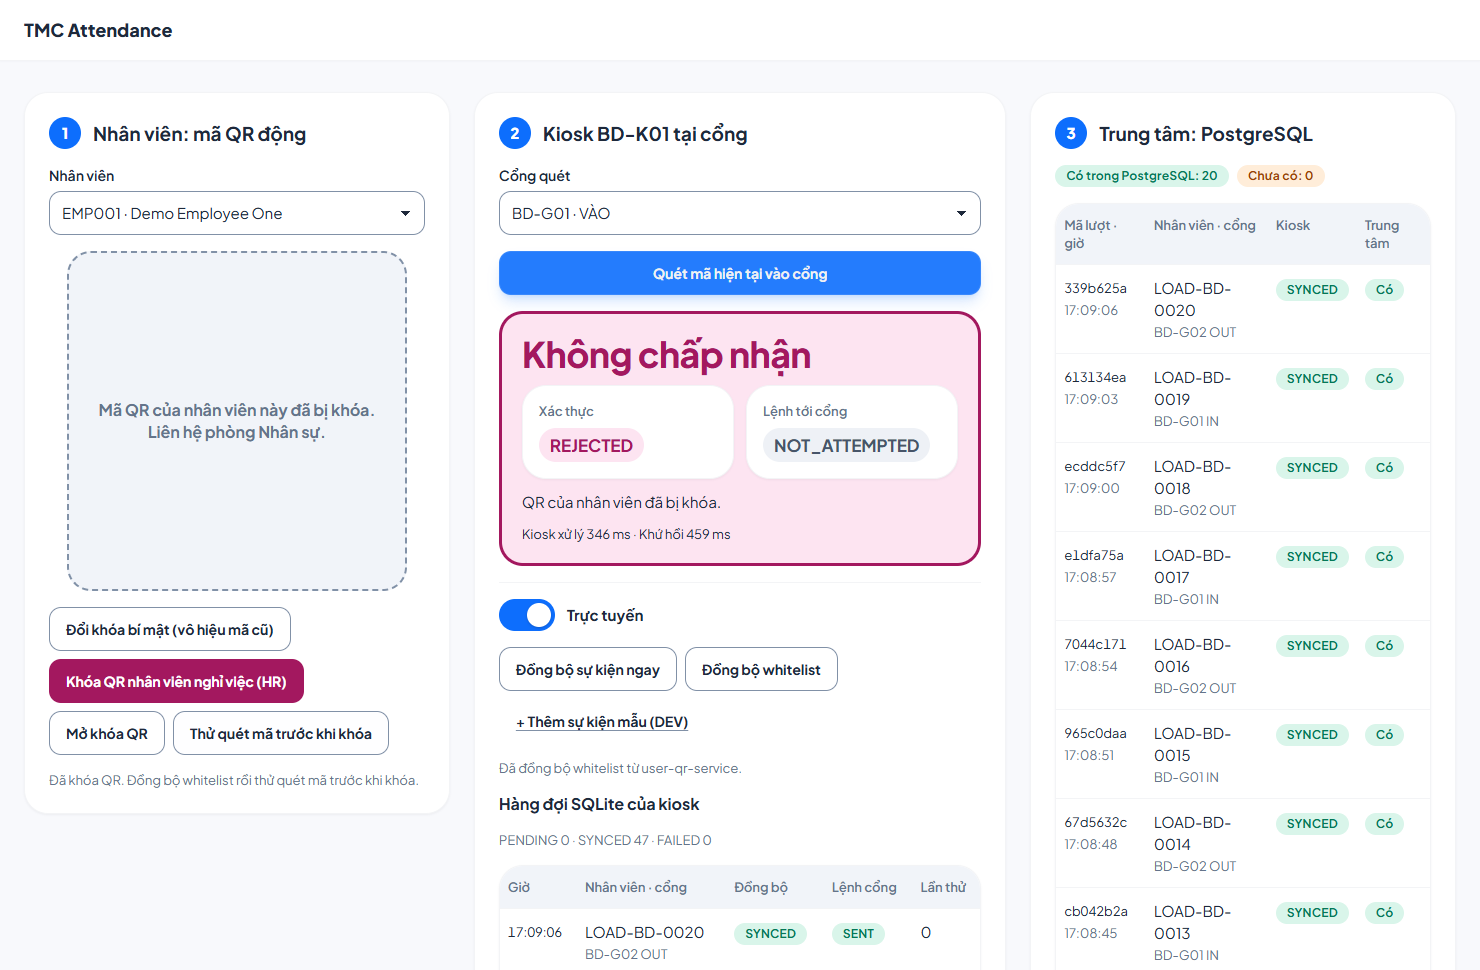 TMC Attendance
1
Nhân viên: mã QR động
Nhân viên
EMP001 · Demo Employee One
Mã QR của nhân viên này đã bị khóa.
Liên hệ phòng Nhân sự.
Đổi khóa bí mật (vô hiệu mã cũ)
Khóa QR nhân viên nghỉ việc (HR)
Mở khóa QR
Thử quét mã trước khi khóa
Đã khóa QR. Đồng bộ whitelist rồi thử quét mã trước khi khóa.
2
Kiosk BD-K01 tại cổng
Cổng quét
BD-G01 · VÀO
Quét mã hiện tại vào cổng
Không chấp nhận
Xác thực
REJECTED
Lệnh tới cổng
NOT_ATTEMPTED
QR của nhân viên đã bị khóa.
Kiosk xử lý 346 ms · Khứ hồi 459 ms
Trực tuyến
Đồng bộ sự kiện ngay
Đồng bộ whitelist
+ Thêm sự kiện mẫu (DEV)
Đã đồng bộ whitelist từ user-qr-service.
Hàng đợi SQLite của kiosk
PENDING 0 · SYNCED 47 · FAILED 0
Giờ Nhân viên · cổng Đồng bộ Lệnh cổng Lần thử
17:09:06 LOAD-BD-0020 SYNCED SENT 0
BD-G02 OUT
3
Trung tâm: PostgreSQL
Có trong PostgreSQL: 20
Chưa có: 0
Mã lượt · Nhân viên · cổng Kiosk Trung
giờ tâm
339b625a LOAD-BD- SYNCED Có
17:09:06 0020
BD-G02 OUT
613134ea LOAD-BD- SYNCED Có
17:09:03 0019
BD-G01 IN
ecddc5f7 LOAD-BD- SYNCED Có
17:09:00 0018
BD-G02 OUT
e1dfa75a LOAD-BD- SYNCED Có
17:08:57 0017
BD-G01 IN
7044c171 LOAD-BD- SYNCED Có
17:08:54 0016
BD-G02 OUT
965c0daa LOAD-BD- SYNCED Có
17:08:51 0015
BD-G01 IN
67d5632c LOAD-BD- SYNCED Có
17:08:48 0014
BD-G02 OUT
cb042b2a LOAD-BD- SYNCED Có
17:08:45 0013
BD-G01 IN